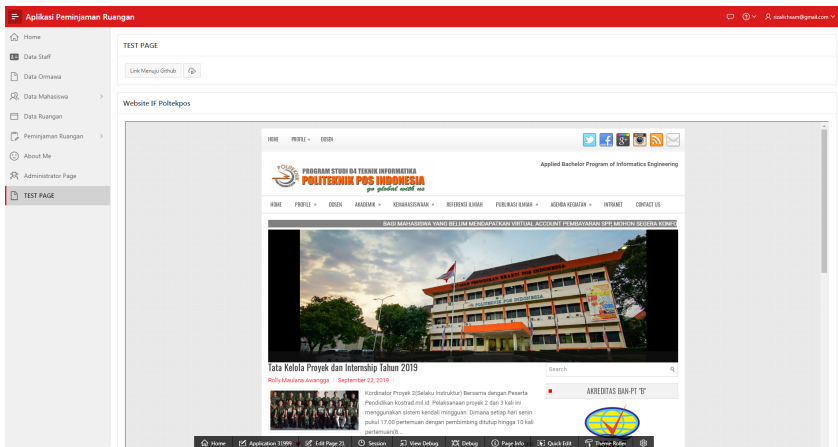 Aplikasi Peminjaman Ruangan
rizalichsam@gmail.com
Home
Data Staff
Data Ormawa
Data Mahasiswa
Data Ruangan
Peminjaman Ruangan
About Me
Administrator Page
TEST PAGE
TEST PAGE
Link Menuju Github
Website IF Poltekpos
HOME PROFILE » DOSEN
PROGRAM STUDI D4 TEKNIK INFORMATIKA
POLITEKNIK POS INDONESIA
go global with us
Applied Bachelor Program of Informatics Engineering
HOME PROFILE » DOSEN AKADEMIK » KEMAHASISWAAN » REFERENSI ILMIAH PUBLIKASI ILMIAH » AGENDA KEGIATAN » INTRANET CONTACT US
BAGI MAHASISWA YANG BELUM MENDAPATKAN VIRTUAL ACCOUNT PEMBAYARAN SPP, MOHON SEGERA KONFO
POLITEKNIK POS INDONESIA
Tata Kelola Proyek dan Internship Tahun 2019
Rolly Maulana Awangga | September 22, 2019 |
Kordinator Proyek 2(Selaku Instruktur) Bersama dengan Peserta
Pendidikan kostrad.mil.id Pelaksanaan proyek 2 dan 3 kali ini
menggunakan sistem kendali mingguan. Dimana setiap hari senin
pukul 17.00 pertemuan dengan pembimbing ditutup hingga 10 kali
pertemuan(6...
Search
AKREDITAS BAN-PT "B"
Home Application 31999 Edit Page 21 Session View Debug Debug Page Info Quick Edit Theme Roller